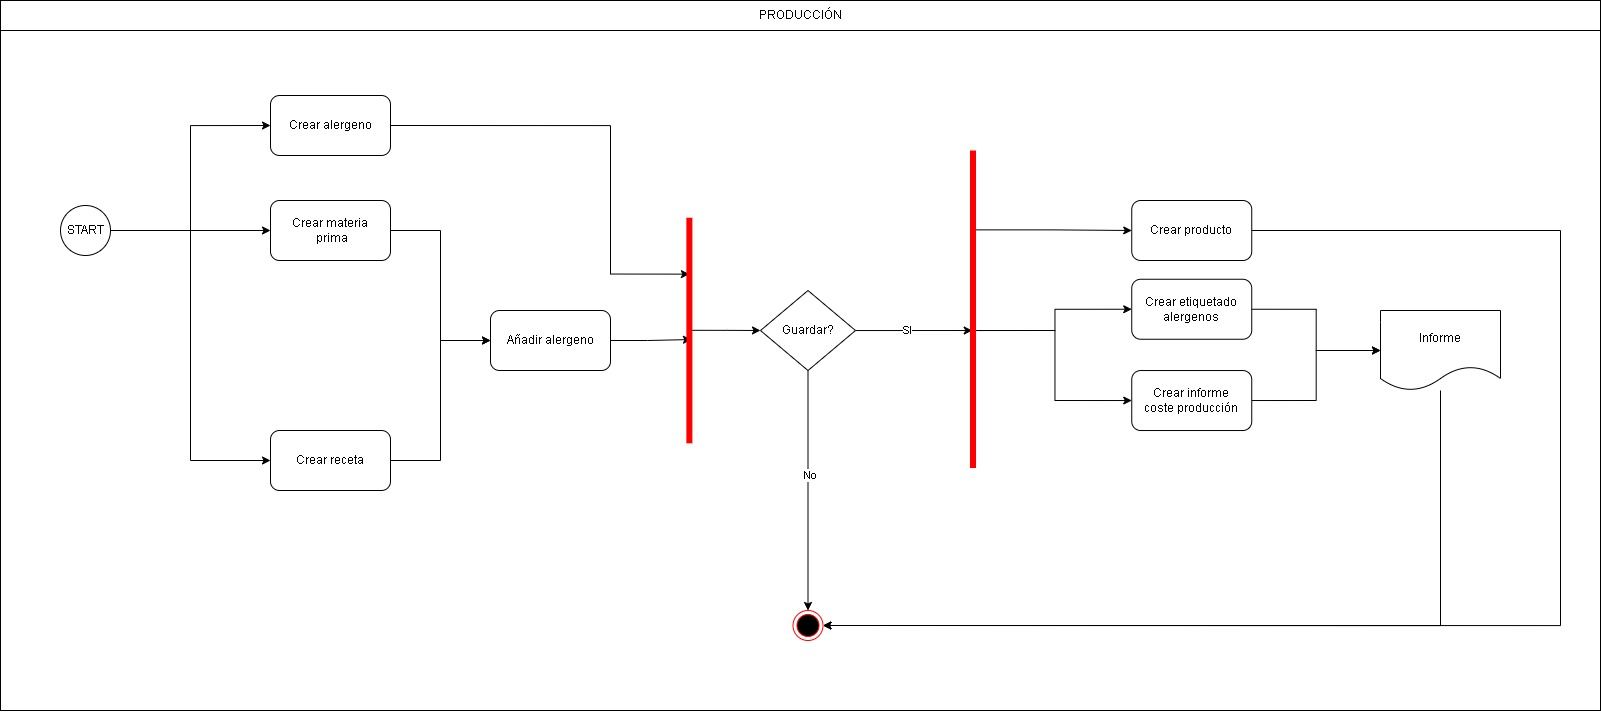 PRODUCCIÓN
Crear alergeno
START
Crear materia
prima
Añadir alergeno
Crear receta
Guardar?
SI
No
Crear producto
Crear etiquetado
alergenos
Crear informe
coste producción
Informe